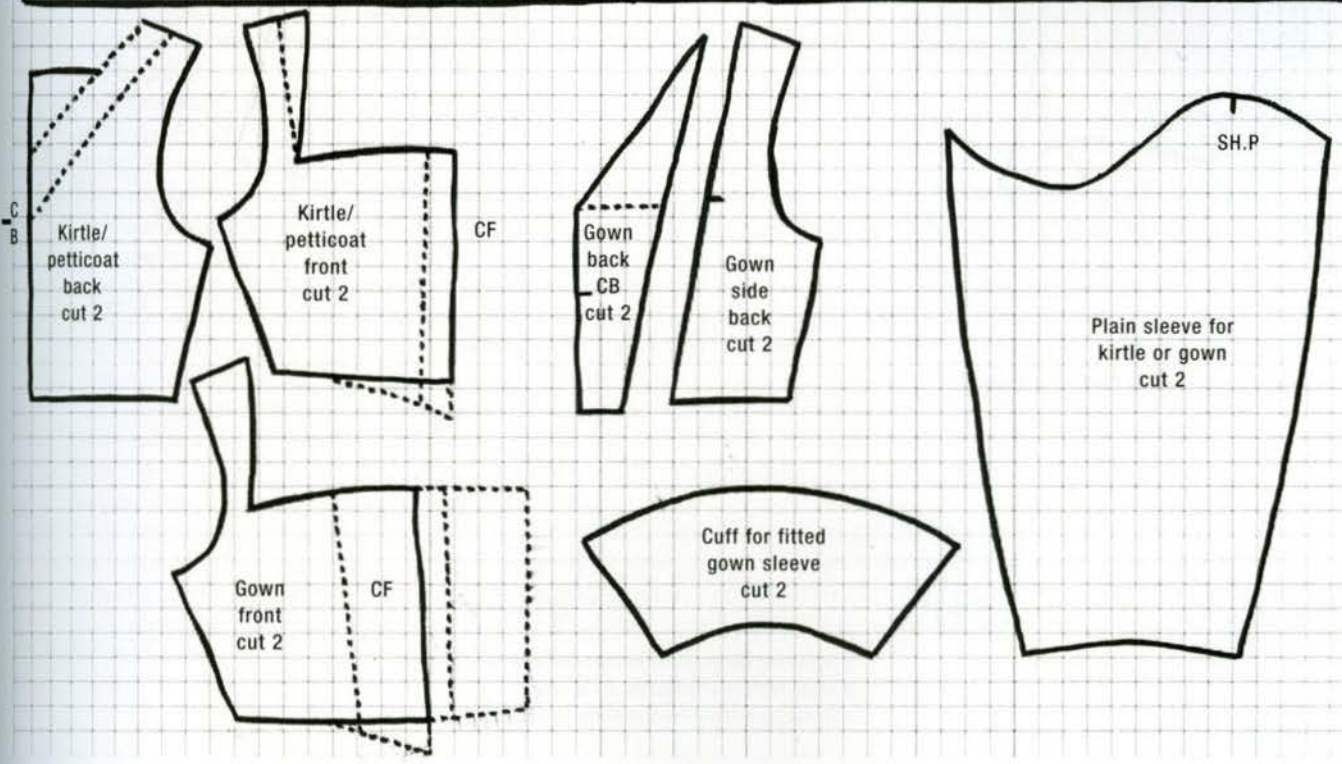 C
B
Kirtle/
petticoat
back
cut 2
Kirtle/
petticoat
front
cut 2
CF
Gown
back
CB
cut 2
Gown
side
back
cut 2
SH.P
Plain sleeve for
kirtle or gown
cut 2
Gown
front
cut 2
CF
Cuff for fitted
gown sleeve
cut 2